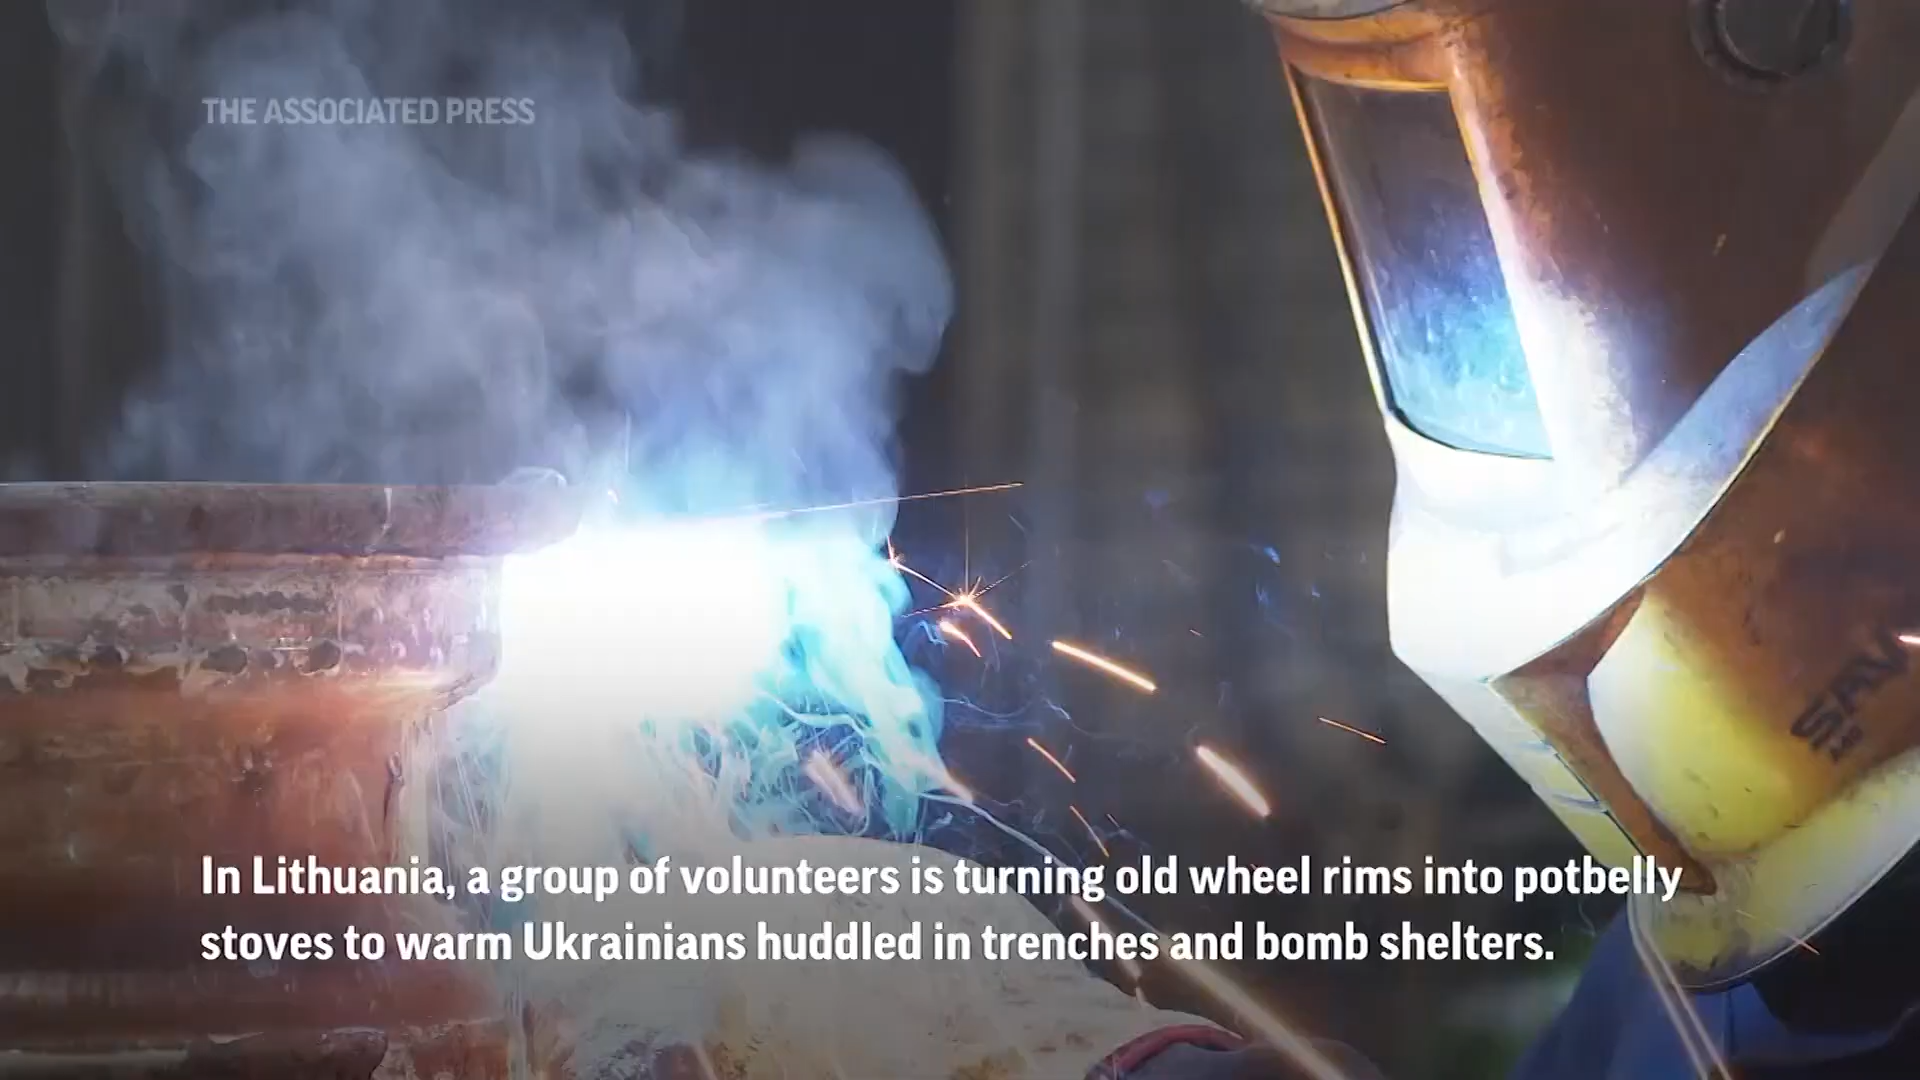 THE ASSOCIATED PRESS
In Lithuania, a group of volunteers is turning old wheel rims into potbelly
stoves to warm Ukrainians huddled in trenches and bomb shelters.